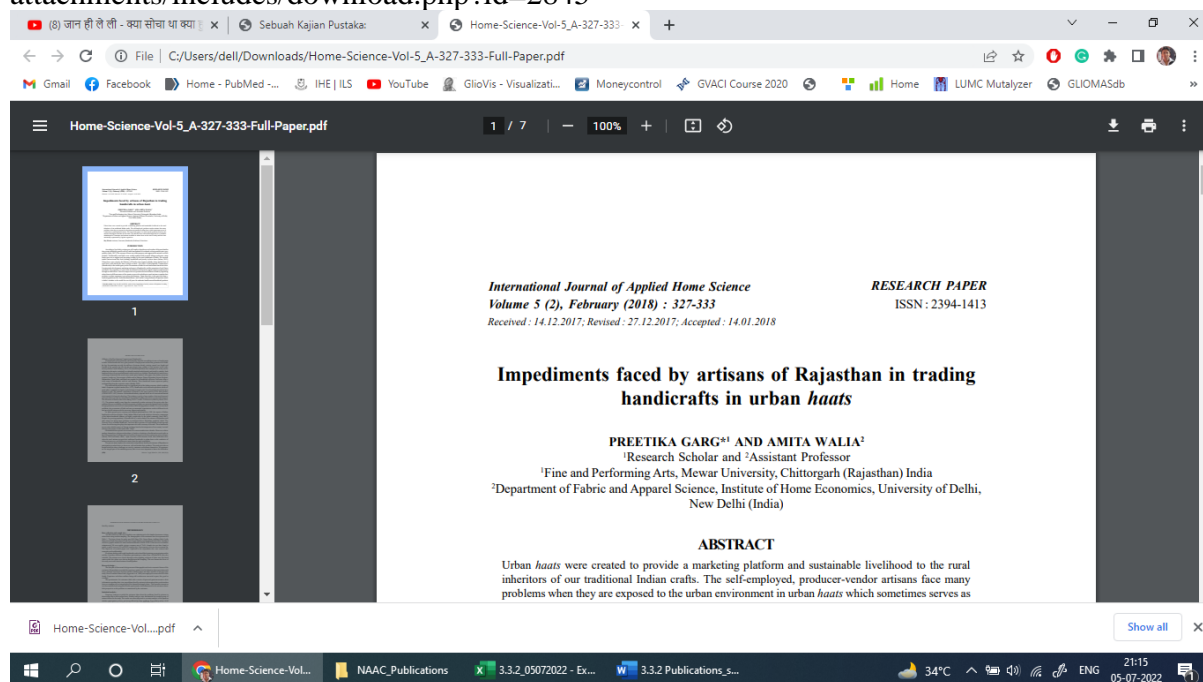 attachments/includes/download.php?id=2845
(8) जान ही ले ली - क्या सोचा था क्या
Sebuah Kajian Pustaka:
Home-Science-Vol-5_A-327-333-
File | C:/Users/dell/Downloads/Home-Science-Vol-5_A-327-333-Full-Paper.pdf
Gmail Facebook Home - PubMed -... IHE | ILS YouTube GlioVis - Visualizati... Moneycontrol GVACI Course 2020 Home LUMC Mutalyzer GLIOMASdb »
Home-Science-Vol-5_A-327-333-Full-Paper.pdf 1 / 7 | − 100% + |
1
2
International Journal of Applied Home Science RESEARCH PAPER
Volume 5 (2), February (2018) : 327-333 ISSN : 2394-1413
Received : 14.12.2017; Revised : 27.12.2017; Accepted : 14.01.2018
Impediments faced by artisans of Rajasthan in trading
handicrafts in urban haats
PREETIKA GARG*1 AND AMITA WALIA2
1Research Scholar and 2Assistant Professor
1Fine and Performing Arts, Mewar University, Chittorgarh (Rajasthan) India
2Department of Fabric and Apparel Science, Institute of Home Economics, University of Delhi,
New Delhi (India)
ABSTRACT
Urban haats were created to provide a marketing platform and sustainable livelihood to the rural
inheritors of our traditional Indian crafts. The self-employed, producer-vendor artisans face many
problems when they are exposed to the urban environment in urban haats which sometimes serves as
Home-Science-Vol....pdf
Show all
Home-Science-Vol... NAAC_Publications 3.3.2_05072022 - Ex... 3.3.2 Publications_s... 34°C ENG 21:15
05-07-2022